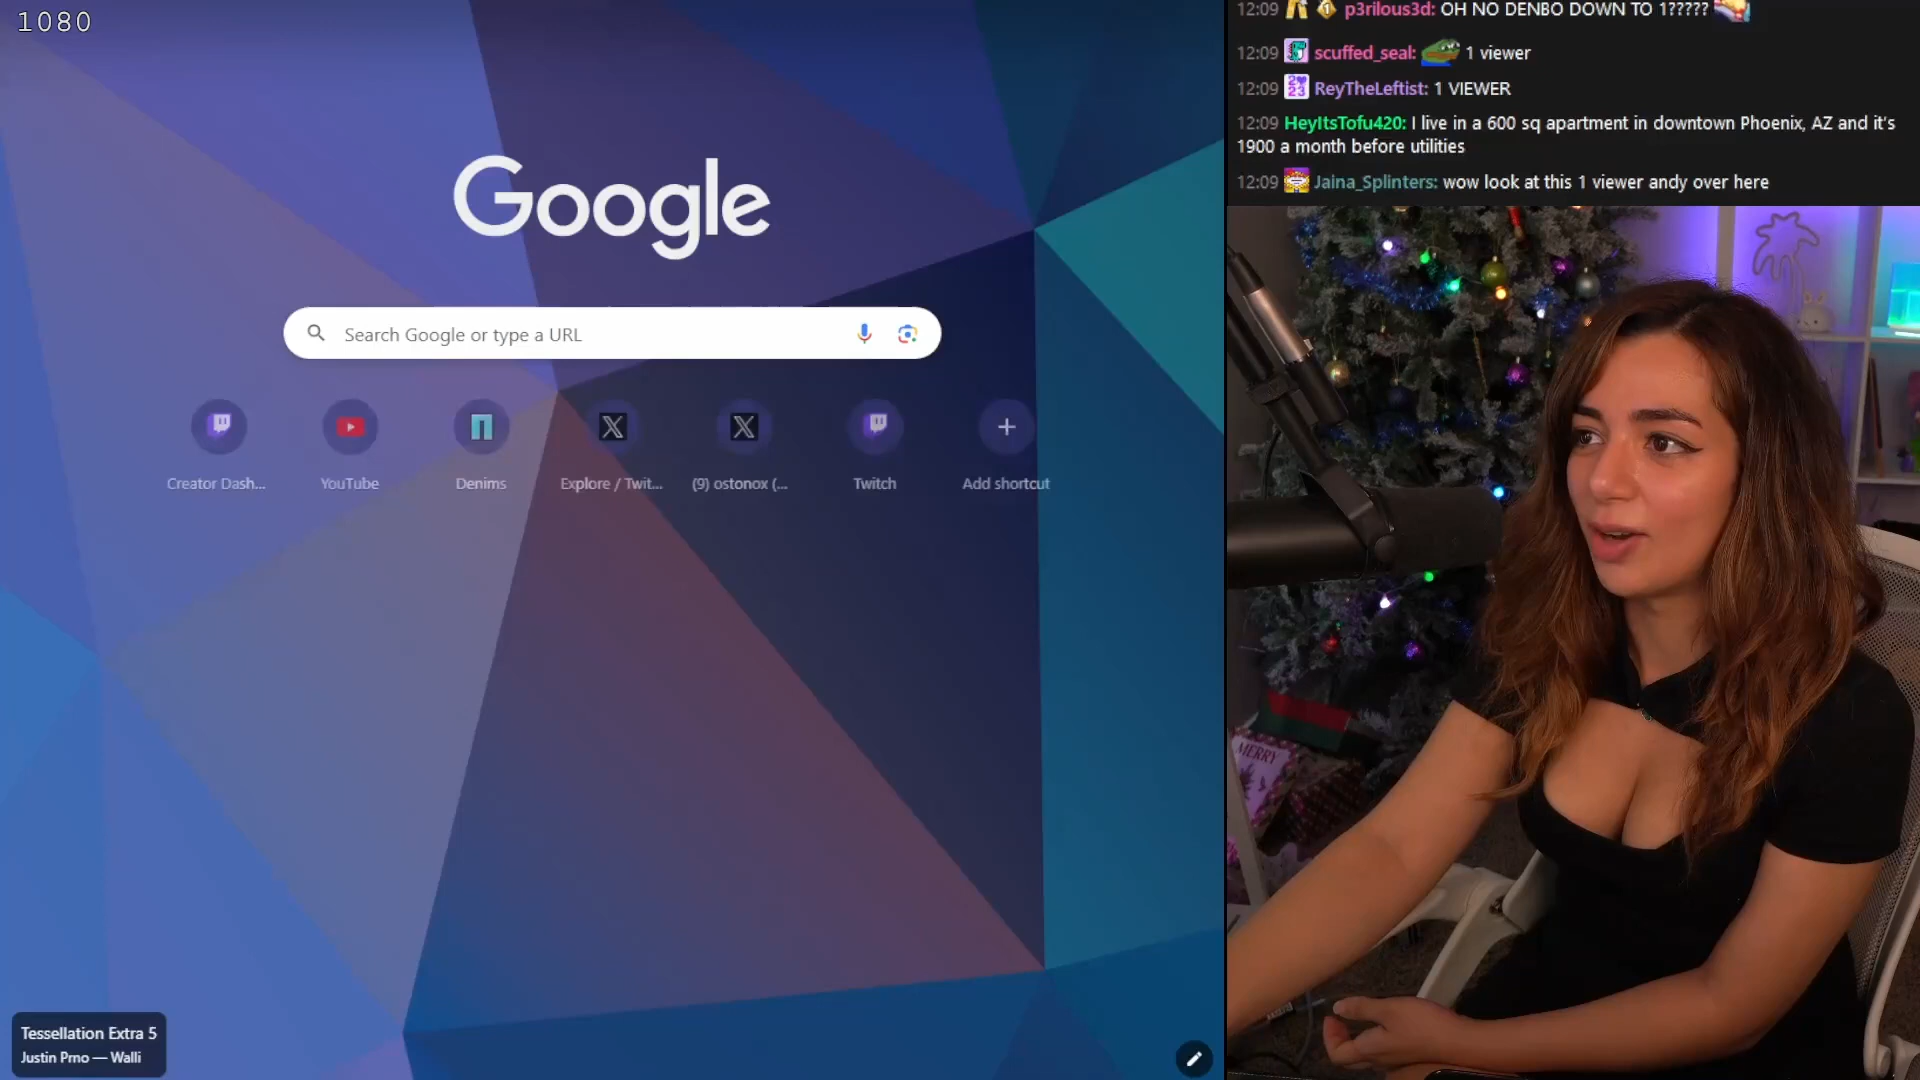 1080
Google
Search Google or type a URL
Creator Dash...
YouTube
Denims
Explore / Twit...
(9) ostonox (...
Twitch
Add shortcut
Tessellation Extra 5
Justin Prno — Walli
12:09 p3rilous3d: OH NO DENBO DOWN TO 1?????
12:09 scuffed_seal: 1 viewer
12:09 ReyTheLeftist: 1 VIEWER
12:09 HeyItsTofu420: I live in a 600 sq apartment in downtown Phoenix, AZ and it's
1900 a month before utilities
12:09 Jaina_Splinters: wow look at this 1 viewer andy over here
MERRY